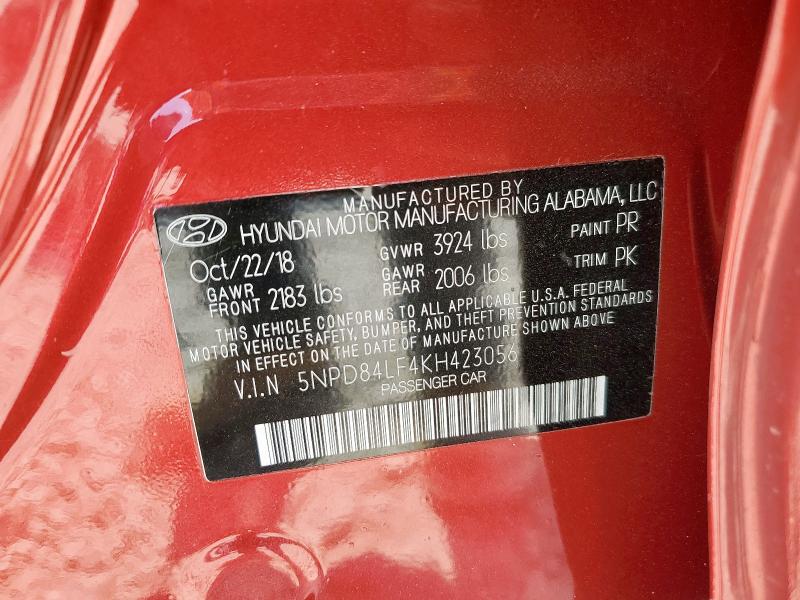 MANUFACTURED BY
HYUNDAI MOTOR MANUFACTURING ALABAMA, LLC
Oct/22/18 GVWR 3924 lbs PAINT PR
GAWR FRONT 2183 lbs GAWR REAR 2006 lbs TRIM PK
THIS VEHICLE CONFORMS TO ALL APPLICABLE U.S.A. FEDERAL
MOTOR VEHICLE SAFETY, BUMPER, AND THEFT PREVENTION STANDARDS
IN EFFECT ON THE DATE OF MANUFACTURE SHOWN ABOVE
V.I.N 5NPD84LF4KH423056
PASSENGER CAR